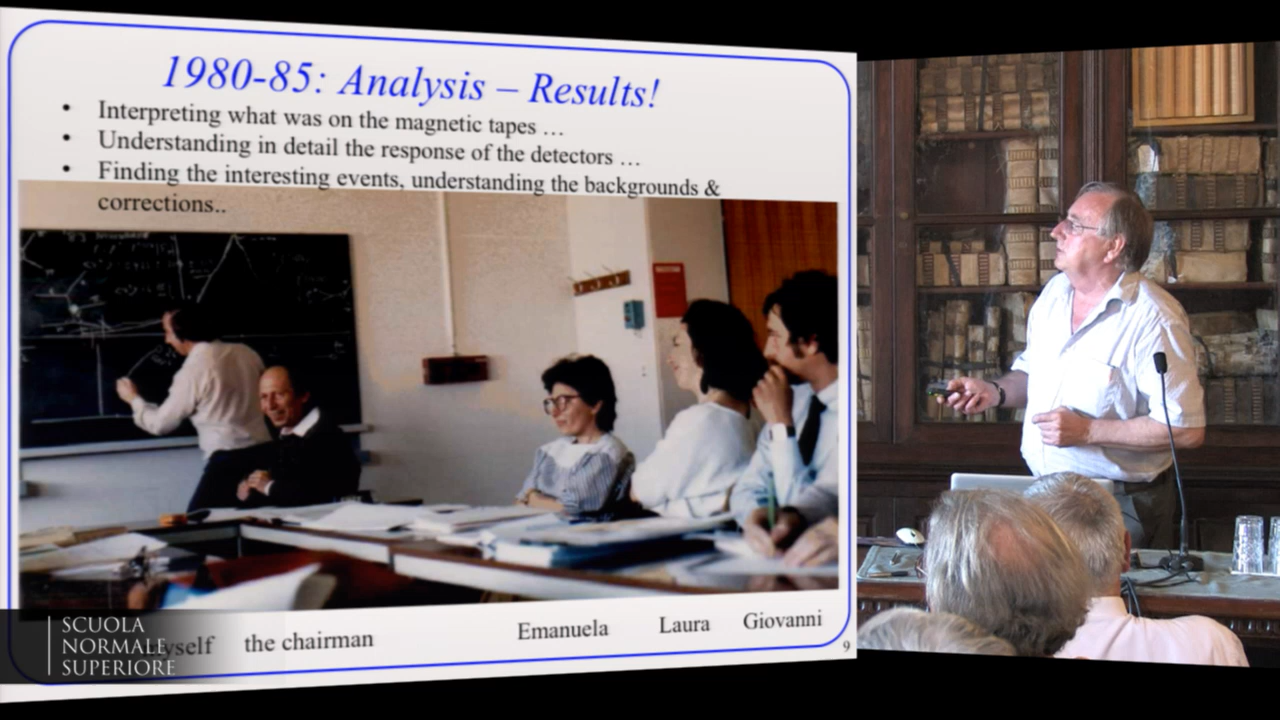 1980-85: Analysis – Results!
• Interpreting what was on the magnetic tapes …
• Understanding in detail the response of the detectors …
• Finding the interesting events, understanding the backgrounds &
corrections..
the chairman Emanuela Laura Giovanni
9
SCUOLA
NORMALE
SUPERIORE